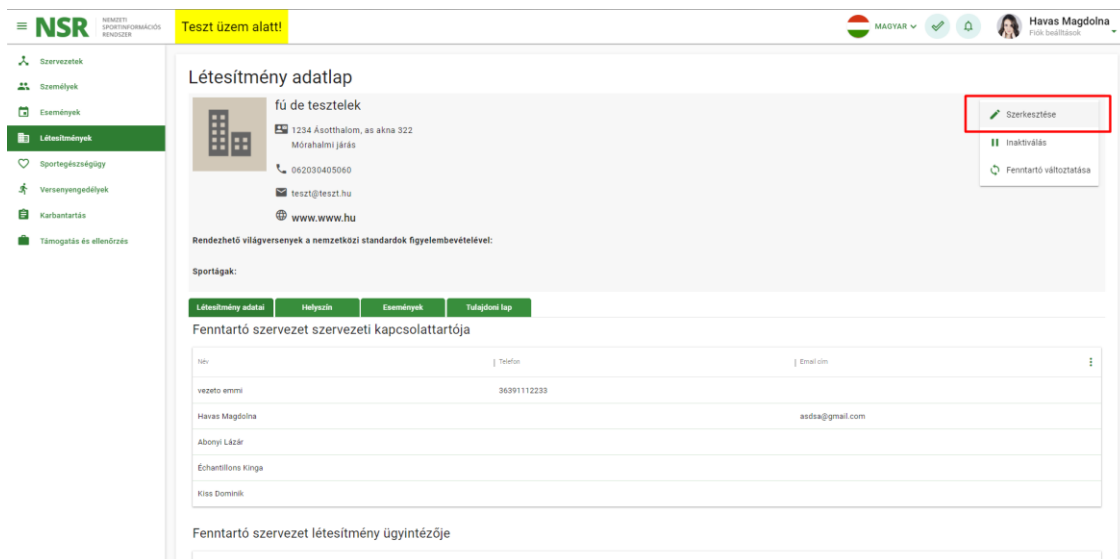 NSR
NEMZETI
SPORTINFORMÁCIÓS
RENDSZER
Teszt üzem alatt!
MAGYAR
Havas Magdolna
Fiók beállítások
Szervezetek
Személyek
Események
Létesítmények
Sportegészségügy
Versenyengedélyek
Karbantartás
Támogatás és ellenőrzés
Létesítmény adatlap
fú de tesztelek
1234 Ásotthalom, as akna 322
Mórahalmi járás
062030405060
teszt@teszt.hu
www.www.hu
Szerkesztése
Inaktiválás
Fenntartó változtatása
Rendezhető világversenyek a nemzetközi standardok figyelembevételével:
Sportágak:
Létesítmény adatai Helyszín Események Tulajdoni lap
Fenntartó szervezet szervezeti kapcsolattartója
Név Telefon Email cím
vezeto emmi 36391112233
Havas Magdolna asdsa@gmail.com
Abonyi Lázár
Échantillons Kinga
Kiss Dominik
Fenntartó szervezet létesítmény ügyintézője